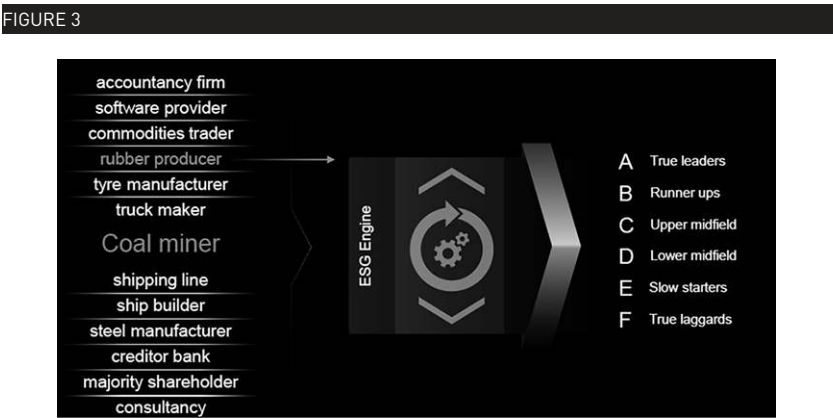 FIGURE 3
accountancy firm
software provider
commodities trader
rubber producer
tyre manufacturer
truck maker
Coal miner
shipping line
ship builder
steel manufacturer
creditor bank
majority shareholder
consultancy
ESG Engine
A True leaders
B Runner ups
C Upper midfield
D Lower midfield
E Slow starters
F True laggards